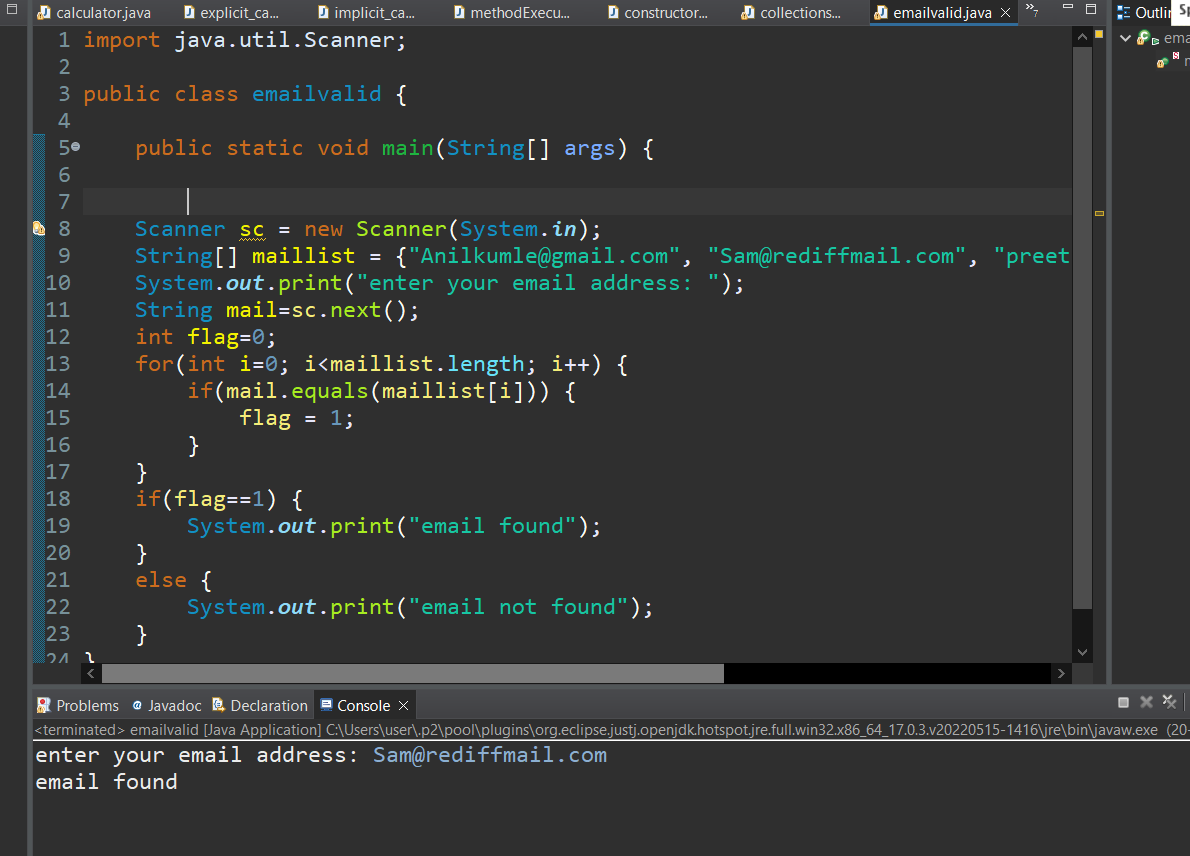 calculator.java explicit_ca... implicit_ca... methodExecu... constructor... collections... emailvalid.java 7 Outlin
1 import java.util.Scanner;
2
3 public class emailvalid {
4
5 public static void main(String[] args) {
6
7
8 Scanner sc = new Scanner(System.in);
9 String[] maillist = {"Anilkumle@gmail.com", "Sam@rediffmail.com", "preet
10 System.out.print("enter your email address: ");
11 String mail=sc.next();
12 int flag=0;
13 for(int i=0; i<maillist.length; i++) {
14 if(mail.equals(maillist[i])) {
15 flag = 1;
16 }
17 }
18 if(flag==1) {
19 System.out.print("email found");
20 }
21 else {
22 System.out.print("email not found");
23 }
24 }
Problems Javadoc Declaration Console
<terminated> emailvalid [Java Application] C:\Users\user\.p2\pool\plugins\org.eclipse.justj.openjdk.hotspot.jre.full.win32.x86_64_17.0.3.v20220515-1416\jre\bin\javaw.exe (20-
enter your email address: Sam@rediffmail.com
email found